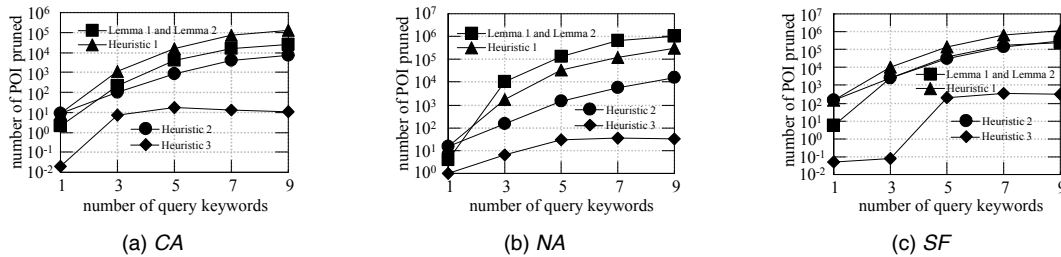 number of POI pruned
10^6
10^5
10^4
10^3
10^2
10^1
10^0
10^-1
10^-2
Lemma 1 and Lemma 2
Heuristic 1
Heuristic 2
Heuristic 3
1 3 5 7 9
number of query keywords
(a) CA
number of POI pruned
10^7
10^6
10^5
10^4
10^3
10^2
10^1
10^0
Lemma 1 and Lemma 2
Heuristic 1
Heuristic 2
Heuristic 3
1 3 5 7 9
number of query keywords
(b) NA
number of POI pruned
10^6
10^5
10^4
10^3
10^2
10^1
10^0
10^-1
10^-2
Lemma 1 and Lemma 2
Heuristic 1
Heuristic 2
Heuristic 3
1 3 5 7 9
number of query keywords
(c) SF